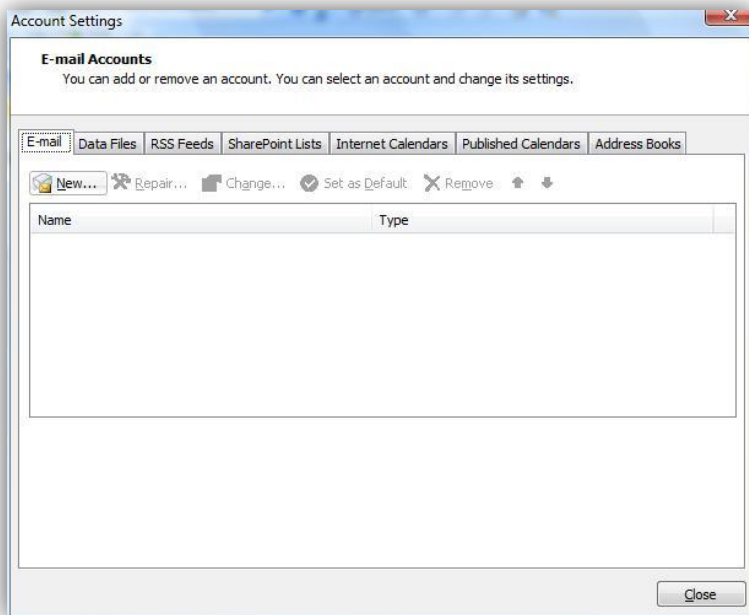 Account Settings
E-mail Accounts
You can add or remove an account. You can select an account and change its settings.
E-mail Data Files RSS Feeds SharePoint Lists Internet Calendars Published Calendars Address Books
New... Repair... Change... Set as Default Remove
Name Type
Close